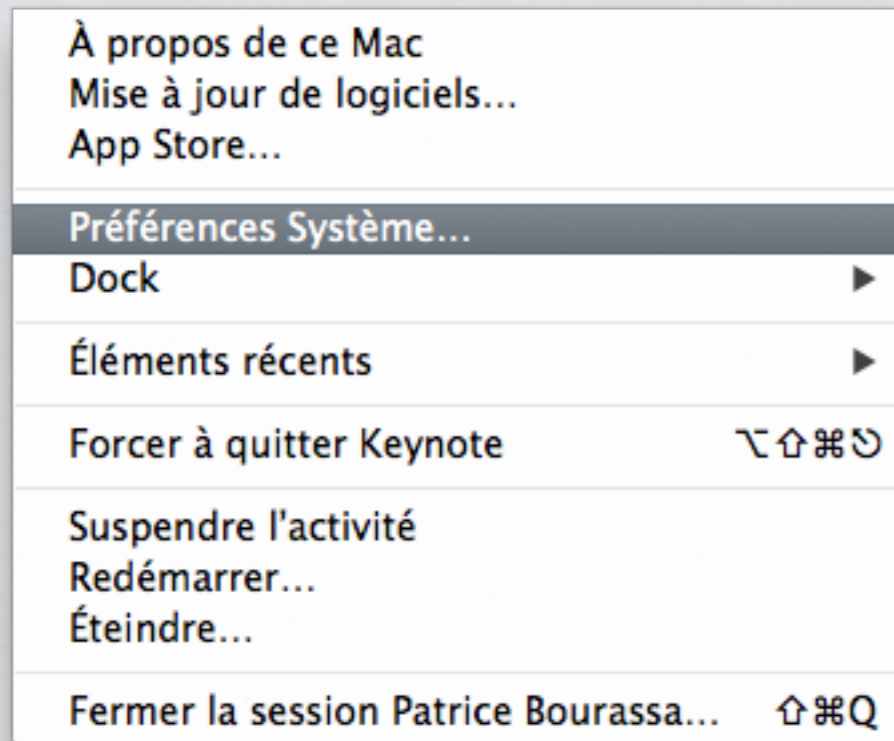 À propos de ce Mac
Mise à jour de logiciels...
App Store...
Préférences Système...
Dock ▶
Éléments récents ▶
Forcer à quitter Keynote ⌥⇧⌘⎋
Suspendre l'activité
Redémarrer...
Éteindre...
Fermer la session Patrice Bourassa... ⇧⌘Q